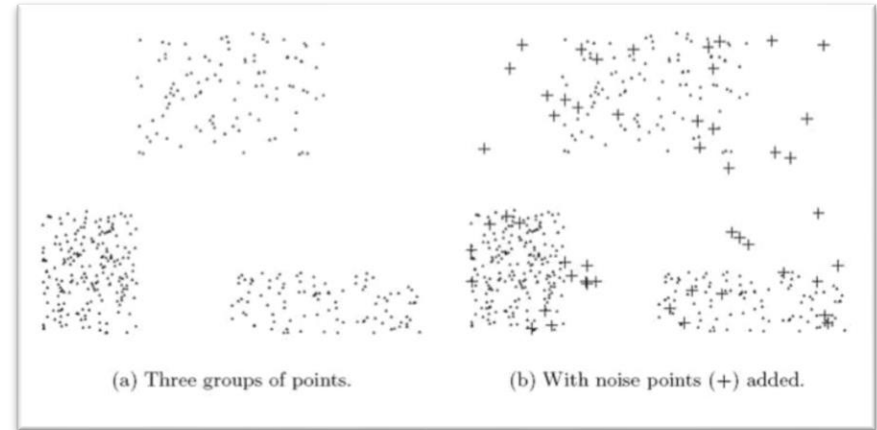 (a) Three groups of points.
(b) With noise points (+) added.